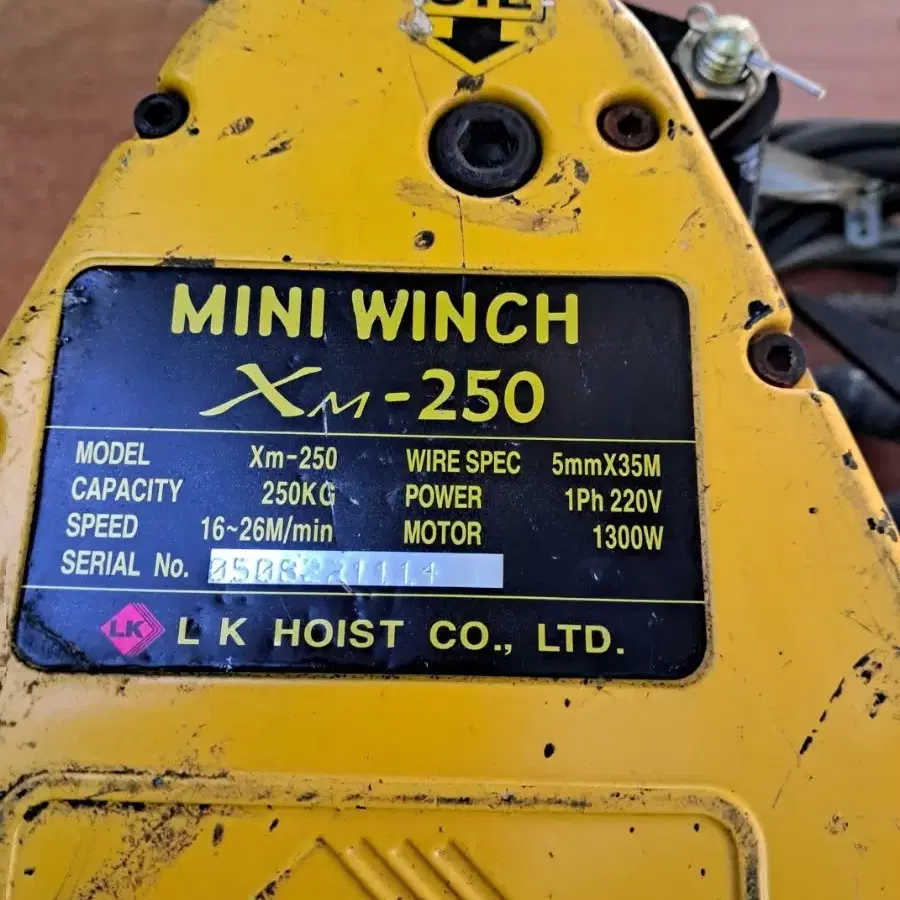 OIL
MINI WINCH
XM-250
MODEL Xm-250 WIRE SPEC 5mmX35M
CAPACITY 250KG POWER 1Ph 220V
SPEED 16~26M/min MOTOR 1300W
SERIAL No.
LK L K HOIST CO., LTD.